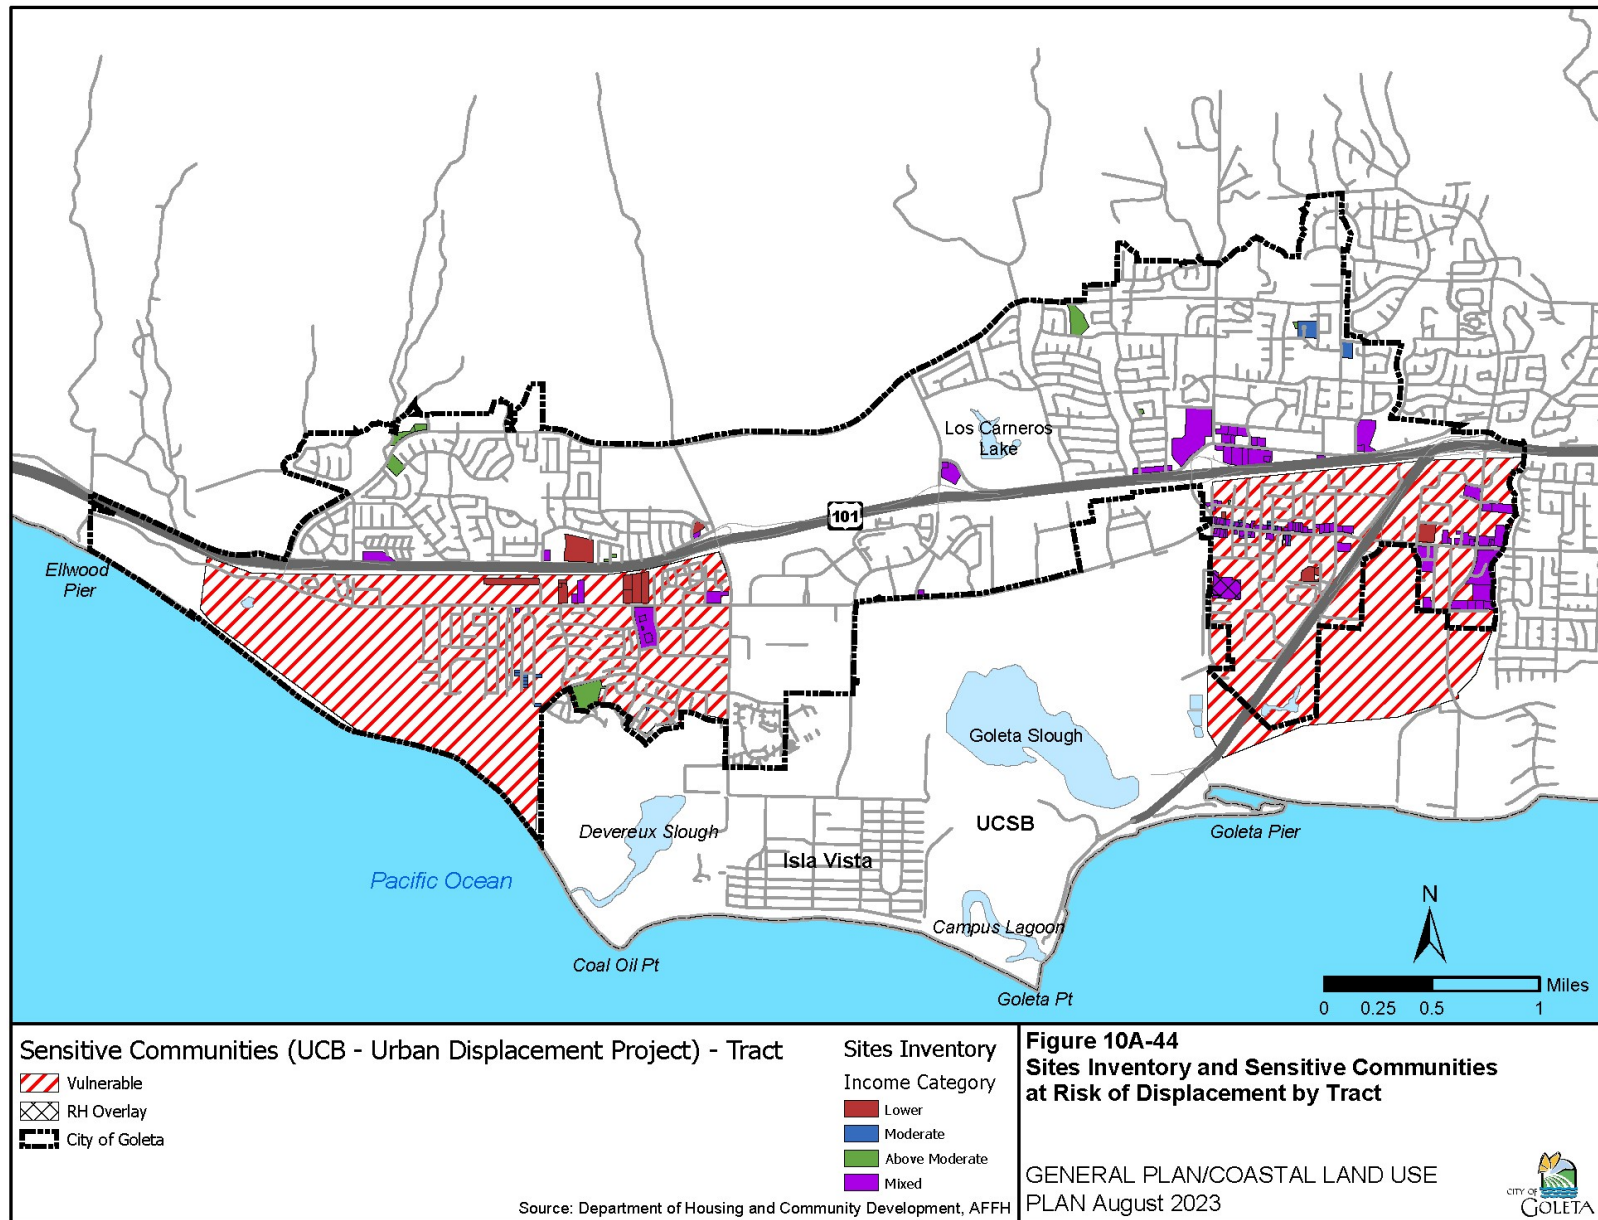 Los Carneros
Lake
101
Ellwood
Pier
Goleta Slough
UCSB
Devereux Slough
Goleta Pier
Isla Vista
Pacific Ocean
Campus Lagoon
Coal Oil Pt
Goleta Pt
N
Miles
0 0.25 0.5 1
Sensitive Communities (UCB - Urban Displacement Project) - Tract
Vulnerable
RH Overlay
City of Goleta
Sites Inventory
Income Category
Lower
Moderate
Above Moderate
Mixed
Source: Department of Housing and Community Development, AFFH
Figure 10A-44
Sites Inventory and Sensitive Communities
at Risk of Displacement by Tract
GENERAL PLAN/COASTAL LAND USE
PLAN August 2023
CITY OF
GOLETA